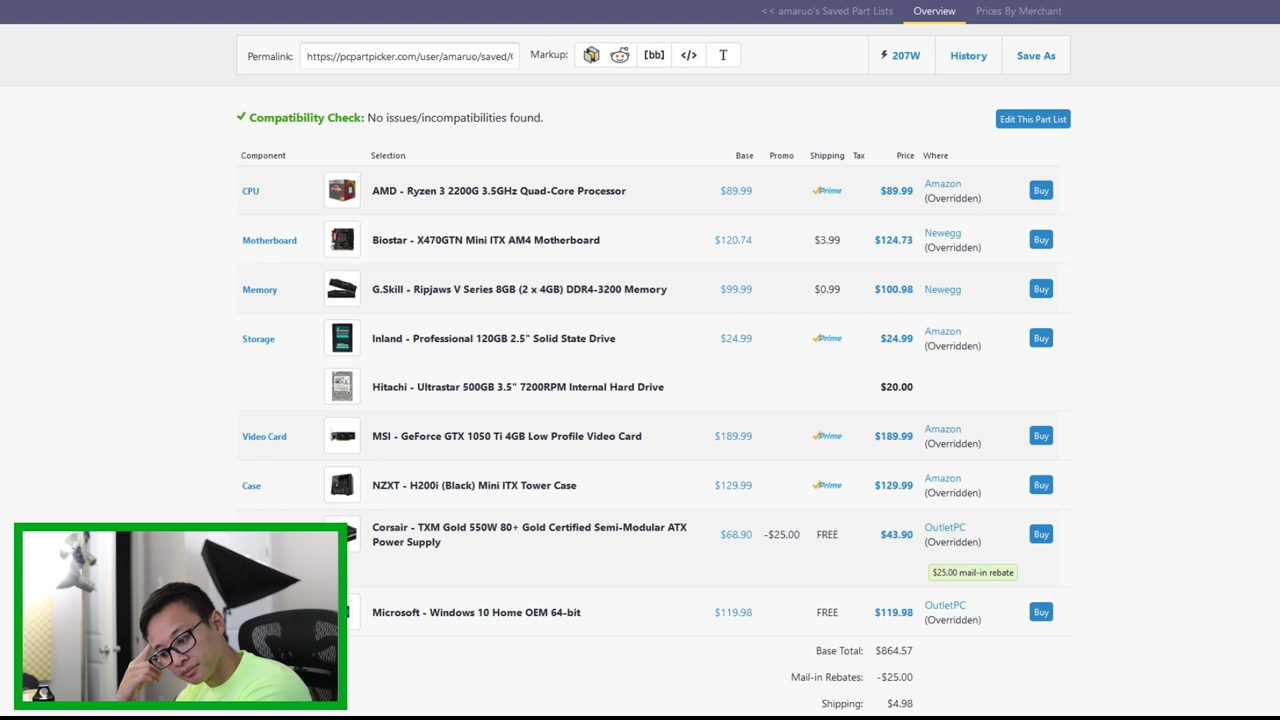 << amaruo's Saved Part Lists Overview Prices By Merchant
Permalink: https://pcpartpicker.com/user/amaruo/saved/ Markup: [bb] </> T 207W History Save As
Compatibility Check: No issues/incompatibilities found. Edit This Part List
Component Selection Base Promo Shipping Tax Price Where
CPU AMD - Ryzen 3 2200G 3.5GHz Quad-Core Processor $89.99 Prime $89.99 Amazon (Overridden) Buy
Motherboard Biostar - X470GTN Mini ITX AM4 Motherboard $120.74 $3.99 $124.73 Newegg (Overridden) Buy
Memory G.Skill - Ripjaws V Series 8GB (2 x 4GB) DDR4-3200 Memory $99.99 $0.99 $100.98 Newegg Buy
Storage Inland - Professional 120GB 2.5" Solid State Drive $24.99 Prime $24.99 Amazon (Overridden) Buy
Hitachi - Ultrastar 500GB 3.5" 7200RPM Internal Hard Drive $20.00
Video Card MSI - GeForce GTX 1050 Ti 4GB Low Profile Video Card $189.99 Prime $189.99 Amazon (Overridden) Buy
Case NZXT - H200i (Black) Mini ITX Tower Case $129.99 Prime $129.99 Amazon (Overridden) Buy
Corsair - TXM Gold 550W 80+ Gold Certified Semi-Modular ATX
Power Supply $68.90 -$25.00 FREE $43.90 OutletPC (Overridden) Buy
$25.00 mail-in rebate
Microsoft - Windows 10 Home OEM 64-bit $119.98 FREE $119.98 OutletPC (Overridden) Buy
Base Total: $864.57
Mail-in Rebates: -$25.00
Shipping: $4.98